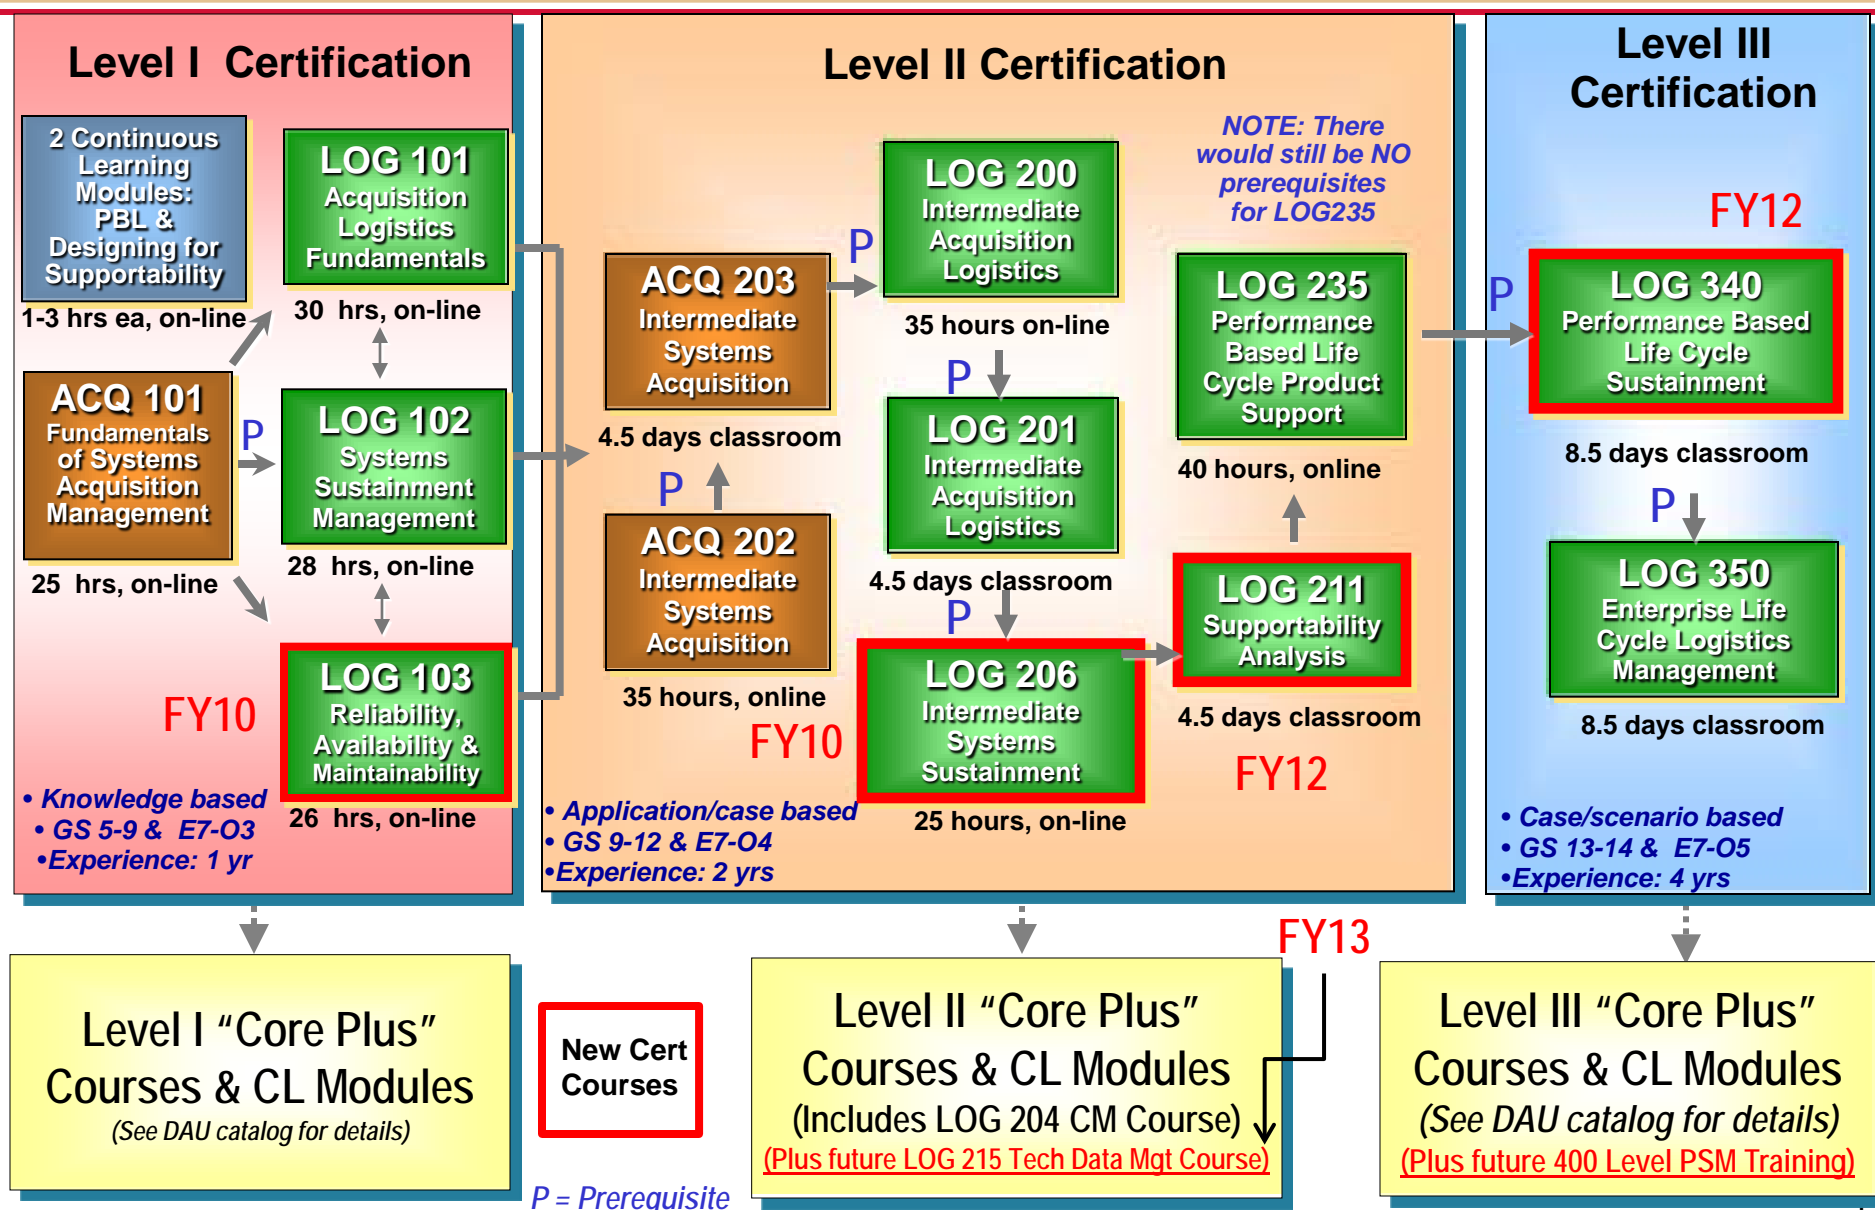 Level I  Certification
2 Continuous
Learning
Modules:
PBL &
Designing for
Supportability
1-3 hrs ea, on-line
LOG 101
Acquisition
Logistics
Fundamentals
30 hrs, on-line
ACQ 101
Fundamentals
of Systems
Acquisition
Management
25 hrs, on-line
P
LOG 102
Systems
Sustainment
Management
28 hrs, on-line
FY10
LOG 103
Reliability,
Availability &
Maintainability
26 hrs, on-line
• Knowledge based
• GS 5-9 & E7-O3
•Experience: 1 yr
Level II Certification
ACQ 203
Intermediate
Systems
Acquisition
4.5 days classroom
P
ACQ 202
Intermediate
Systems
Acquisition
35 hours, online
P
LOG 200
Intermediate
Acquisition
Logistics
35 hours on-line
P
LOG 201
Intermediate
Acquisition
Logistics
4.5 days classroom
P
FY10
LOG 206
Intermediate
Systems
Sustainment
25 hours, on-line
NOTE: There
would still be NO
prerequisites
for LOG235
LOG 235
Performance
Based Life
Cycle Product
Support
40 hours, online
LOG 211
Supportability
Analysis
4.5 days classroom
FY12
• Application/case based
• GS 9-12 & E7-O4
•Experience: 2 yrs
Level III
Certification
FY12
P
LOG 340
Performance Based
Life Cycle
Sustainment
8.5 days classroom
P
LOG 350
Enterprise Life
Cycle Logistics
Management
8.5 days classroom
• Case/scenario based
• GS 13-14 & E7-O5
•Experience: 4 yrs
Level I “Core Plus”
Courses & CL Modules
(See DAU catalog for details)
New Cert
Courses
P = Prerequisite
FY13
Level II “Core Plus”
Courses & CL Modules
(Includes LOG 204 CM Course)
(Plus future LOG 215 Tech Data Mgt Course)
Level III “Core Plus”
Courses & CL Modules
(See DAU catalog for details)
(Plus future 400 Level PSM Training)